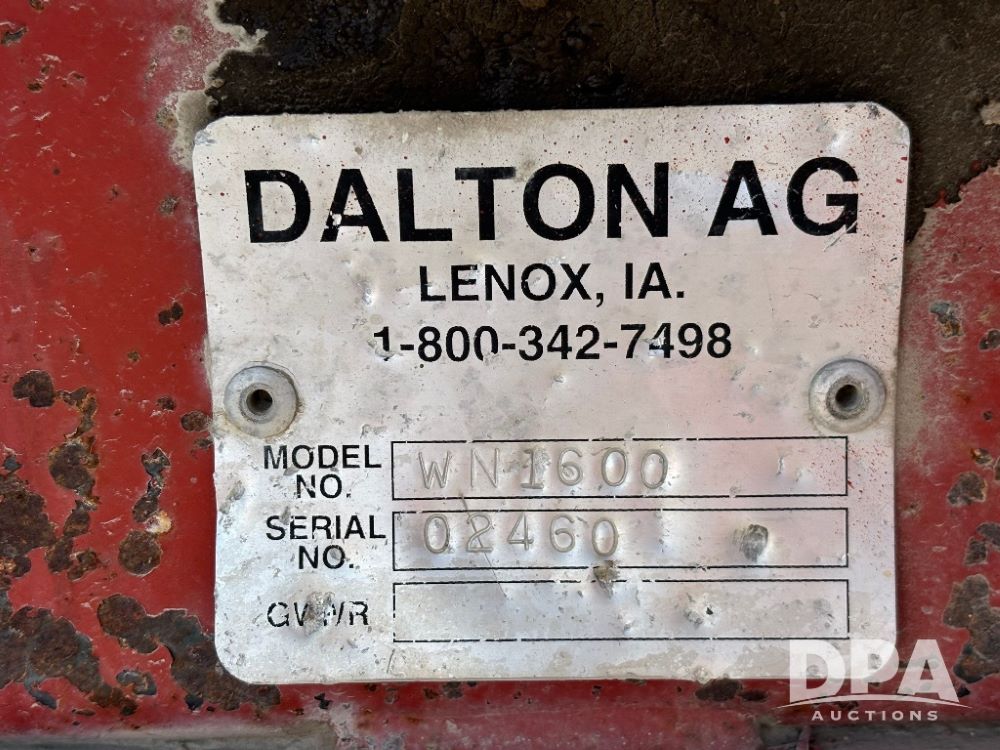 DALTON AG
LENOX, IA.
1-800-342-7498
MODEL NO. WN1600
SERIAL NO. 02460
GVWR
DPA
AUCTIONS